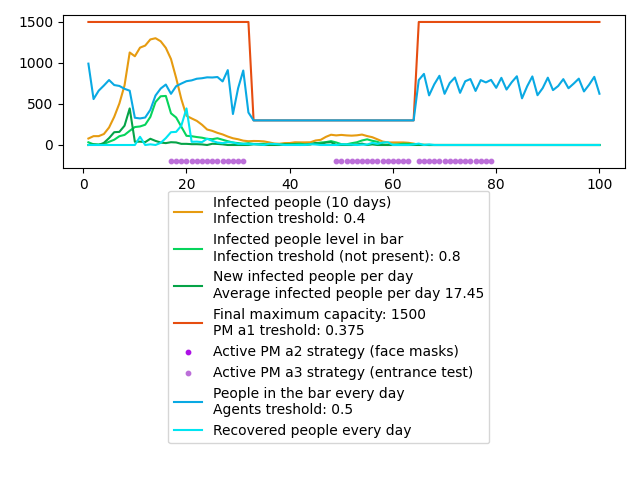 1500
1000
500
0
0 20 40 60 80 100
Infected people (10 days)
Infection treshold: 0.4
Infected people level in bar
Infection treshold (not present): 0.8
New infected people per day
Average infected people per day 17.45
Final maximum capacity: 1500
PM a1 treshold: 0.375
Active PM a2 strategy (face masks)
Active PM a3 strategy (entrance test)
People in the bar every day
Agents treshold: 0.5
Recovered people every day